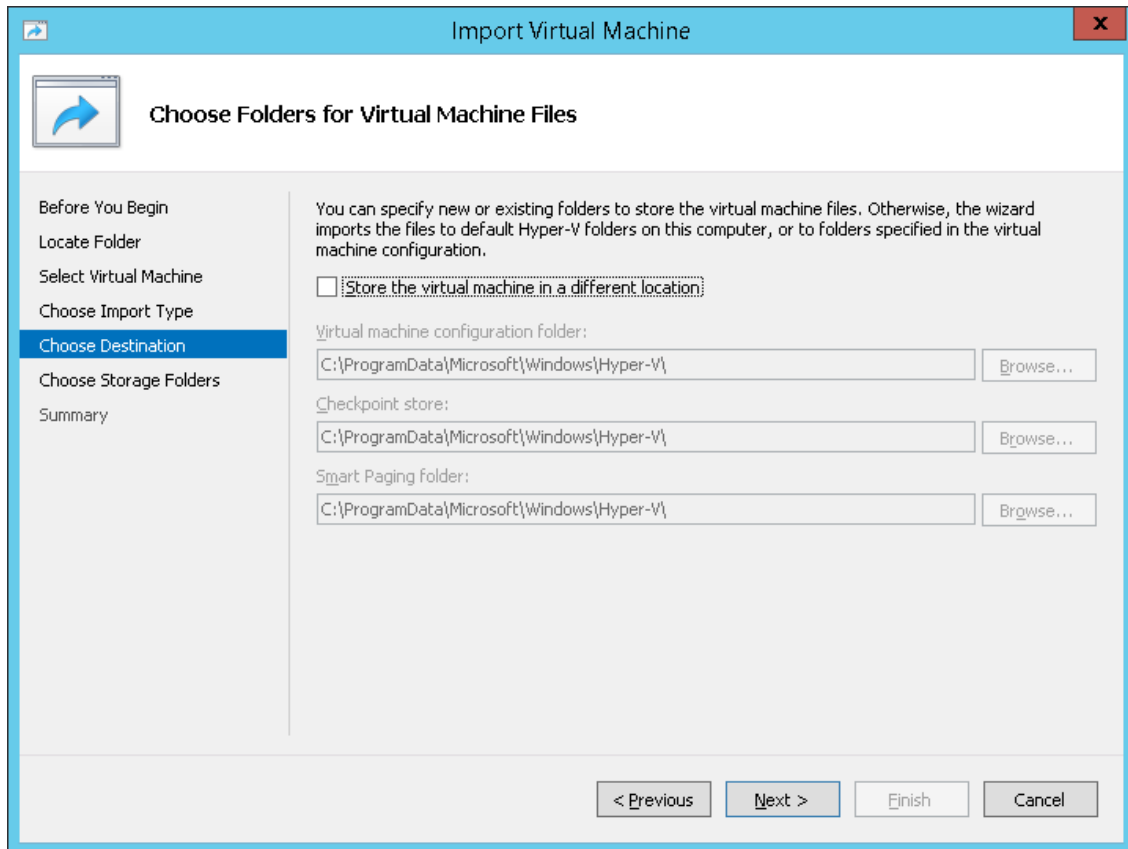 Import Virtual Machine
x
Choose Folders for Virtual Machine Files
Before You Begin
Locate Folder
Select Virtual Machine
Choose Import Type
Choose Destination
Choose Storage Folders
Summary
You can specify new or existing folders to store the virtual machine files. Otherwise, the wizard
imports the files to default Hyper-V folders on this computer, or to folders specified in the virtual
machine configuration.
Store the virtual machine in a different location
Virtual machine configuration folder:
C:\ProgramData\Microsoft\Windows\Hyper-V\
Browse...
Checkpoint store:
C:\ProgramData\Microsoft\Windows\Hyper-V\
Browse...
Smart Paging folder:
C:\ProgramData\Microsoft\Windows\Hyper-V\
Browse...
< Previous
Next >
Finish
Cancel